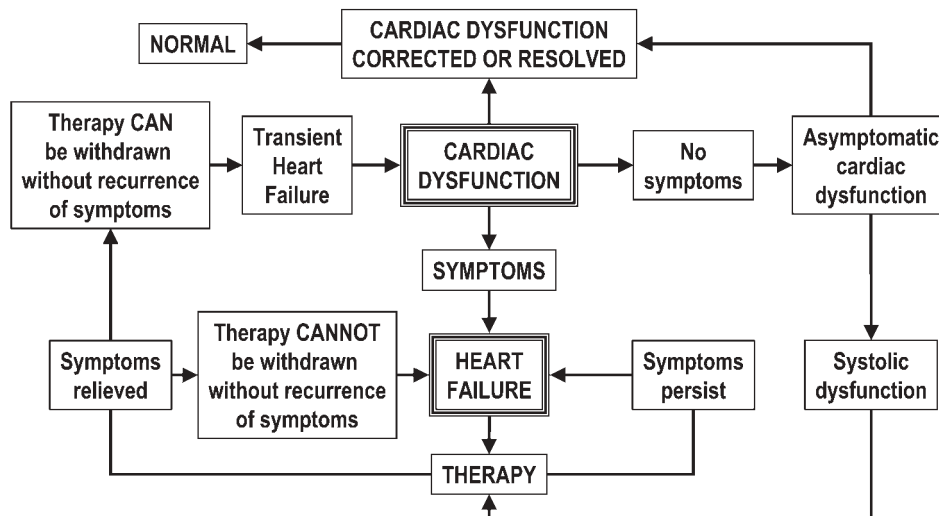 NORMAL
CARDIAC DYSFUNCTION
CORRECTED OR RESOLVED
Therapy CAN
be withdrawn
without recurrence
of symptoms
Transient
Heart
Failure
CARDIAC
DYSFUNCTION
No
symptoms
Asymptomatic
cardiac
dysfunction
SYMPTOMS
Symptoms
relieved
Therapy CANNOT
be withdrawn
without recurrence
of symptoms
HEART
FAILURE
Symptoms
persist
Systolic
dysfunction
THERAPY